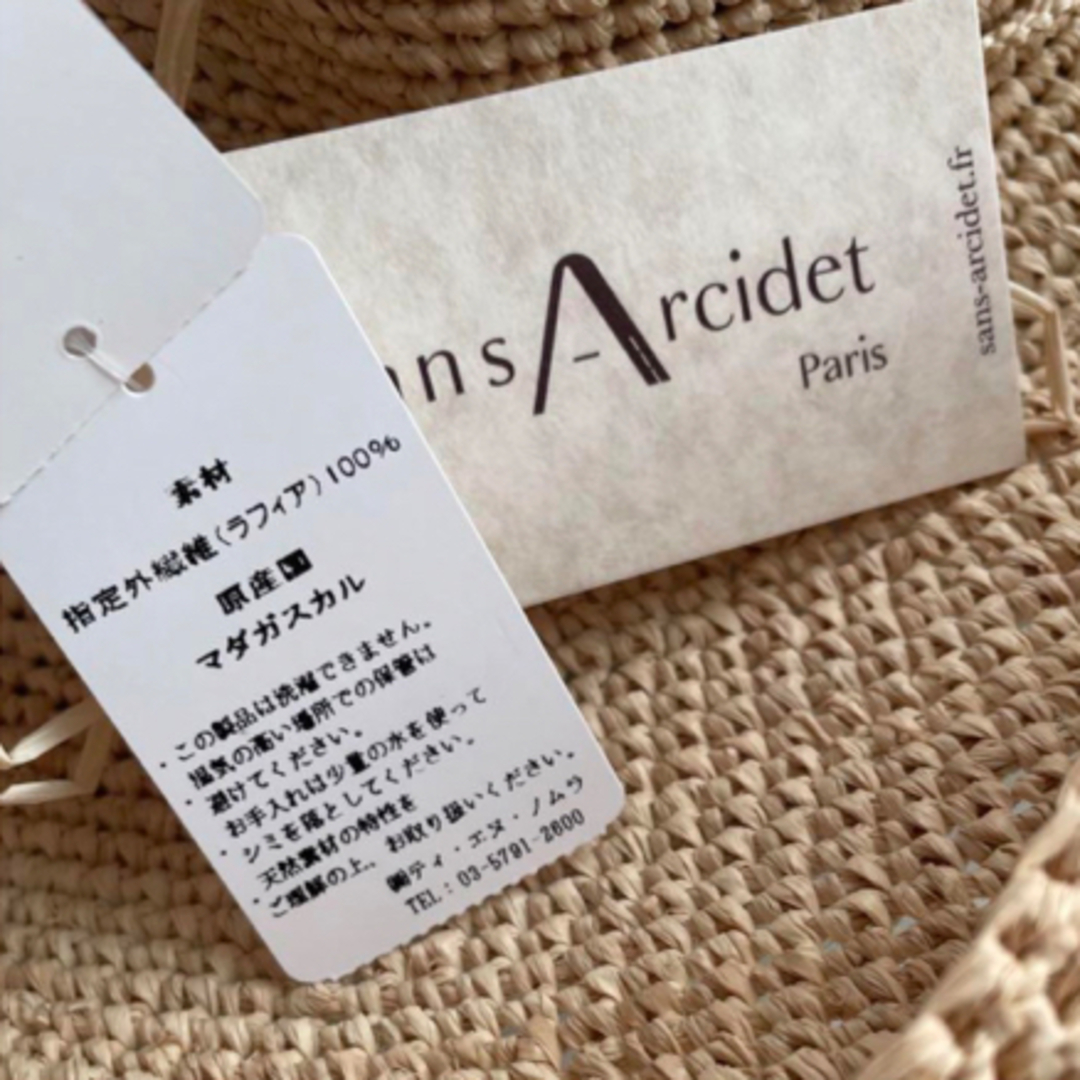 ans Arcidet
Paris
sans-arcidet.fr
素材
指定外繊維(ラフィア)100%
原産国
マダガスカル
・この製品は洗濯できません。
湿気の高い場所での保管は
・避けてください。
お手入れは少量の水を使って
・シミを落としてください。
天然素材の特性を
・ご理解の上、お取り扱いください。
㈱ティ・エヌ・ノムラ
TEL:03-5791-2800